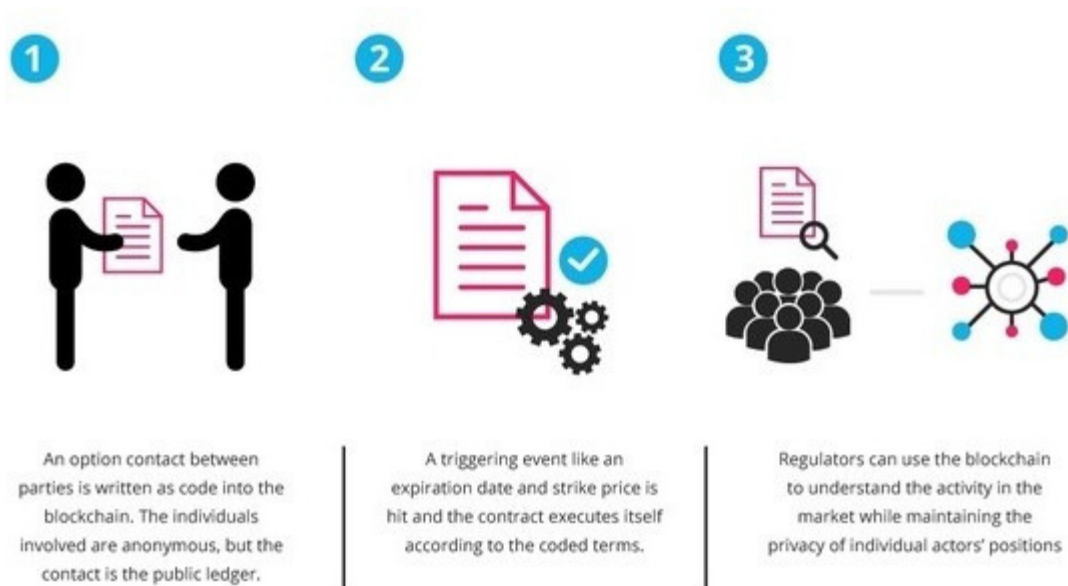 1
2
3
An option contact between
parties is written as code into the
blockchain. The individuals
involved are anonymous, but the
contact is the public ledger.
A triggering event like an
expiration date and strike price is
hit and the contract executes itself
according to the coded terms.
Regulators can use the blockchain
to understand the activity in the
market while maintaining the
privacy of individual actors' positions